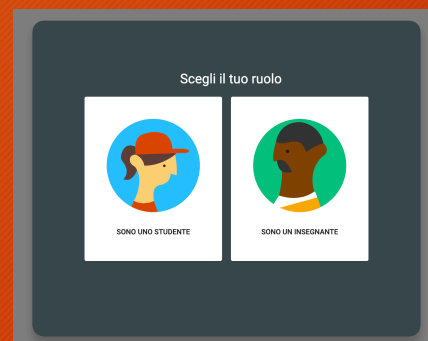 Scegli il tuo ruolo
SONO UNO STUDENTE
SONO UN INSEGNANTE